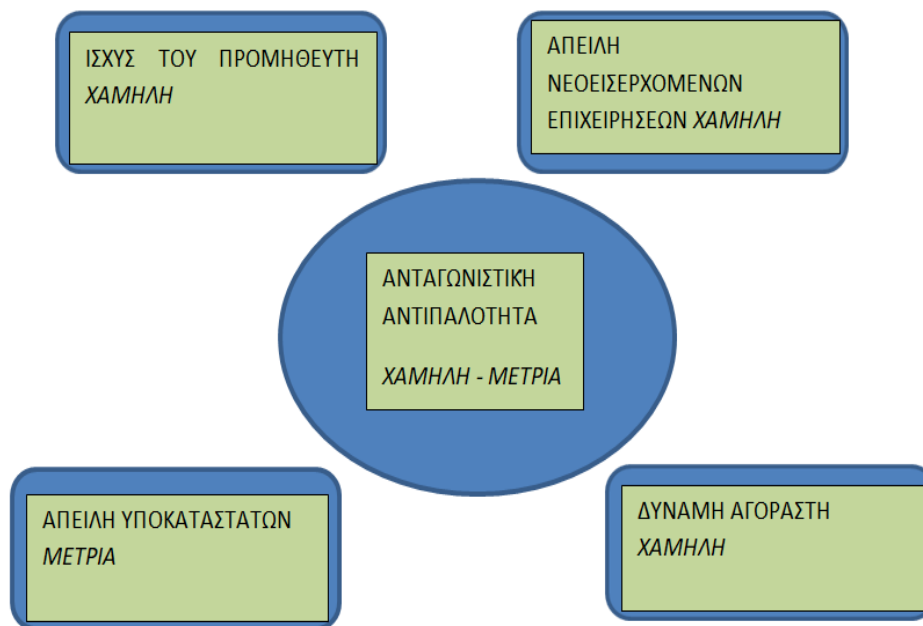 ΙΣΧΥΣ ΤΟΥ ΠΡΟΜΗΘΕΥΤΗ
ΧΑΜΗΛΗ
ΑΠΕΙΛΗ
ΝΕΟΕΙΣΕΡΧΟΜΕΝΩΝ
ΕΠΙΧΕΙΡΗΣΕΩΝ ΧΑΜΗΛΗ
ΑΝΤΑΓΩΝΙΣΤΙΚΗ
ΑΝΤΙΠΑΛΟΤΗΤΑ
ΧΑΜΗΛΗ - ΜΕΤΡΙΑ
ΑΠΕΙΛΗ ΥΠΟΚΑΤΑΣΤΑΤΩΝ
ΜΕΤΡΙΑ
ΔΥΝΑΜΗ ΑΓΟΡΑΣΤΗ
ΧΑΜΗΛΗ